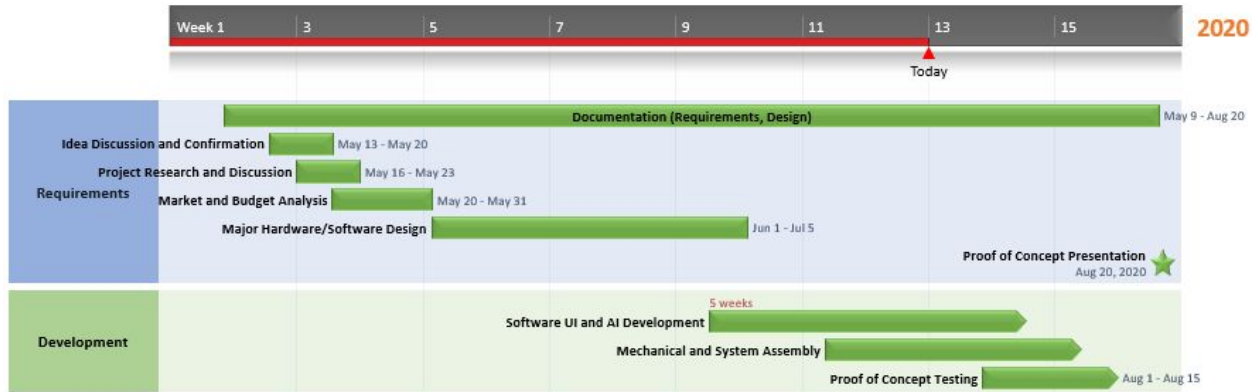 Week 1 3 5 7 9 11 13 15 2020
Today
Documentation (Requirements, Design) May 9 - Aug 20
Idea Discussion and Confirmation May 13 - May 20
Project Research and Discussion May 16 - May 23
Requirements
Market and Budget Analysis May 20 - May 31
Major Hardware/Software Design Jun 1 - Jul 5
Proof of Concept Presentation
Aug 20, 2020
5 weeks
Software UI and AI Development
Development
Mechanical and System Assembly
Proof of Concept Testing Aug 1 - Aug 15